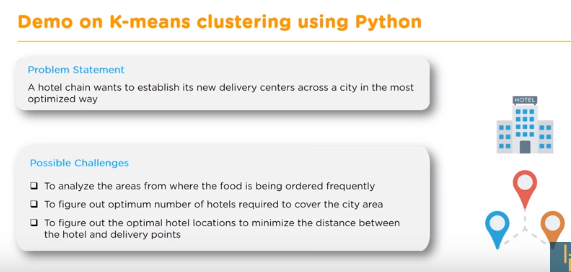 Demo on K-means clustering using Python
Problem Statement
A hotel chain wants to establish its new delivery centers across a city in the most
optimized way
HOTEL
Possible Challenges
To analyze the areas from where the food is being ordered frequently
To figure out optimum number of hotels required to cover the city area
To figure out the optimal hotel locations to minimize the distance between
the hotel and delivery points